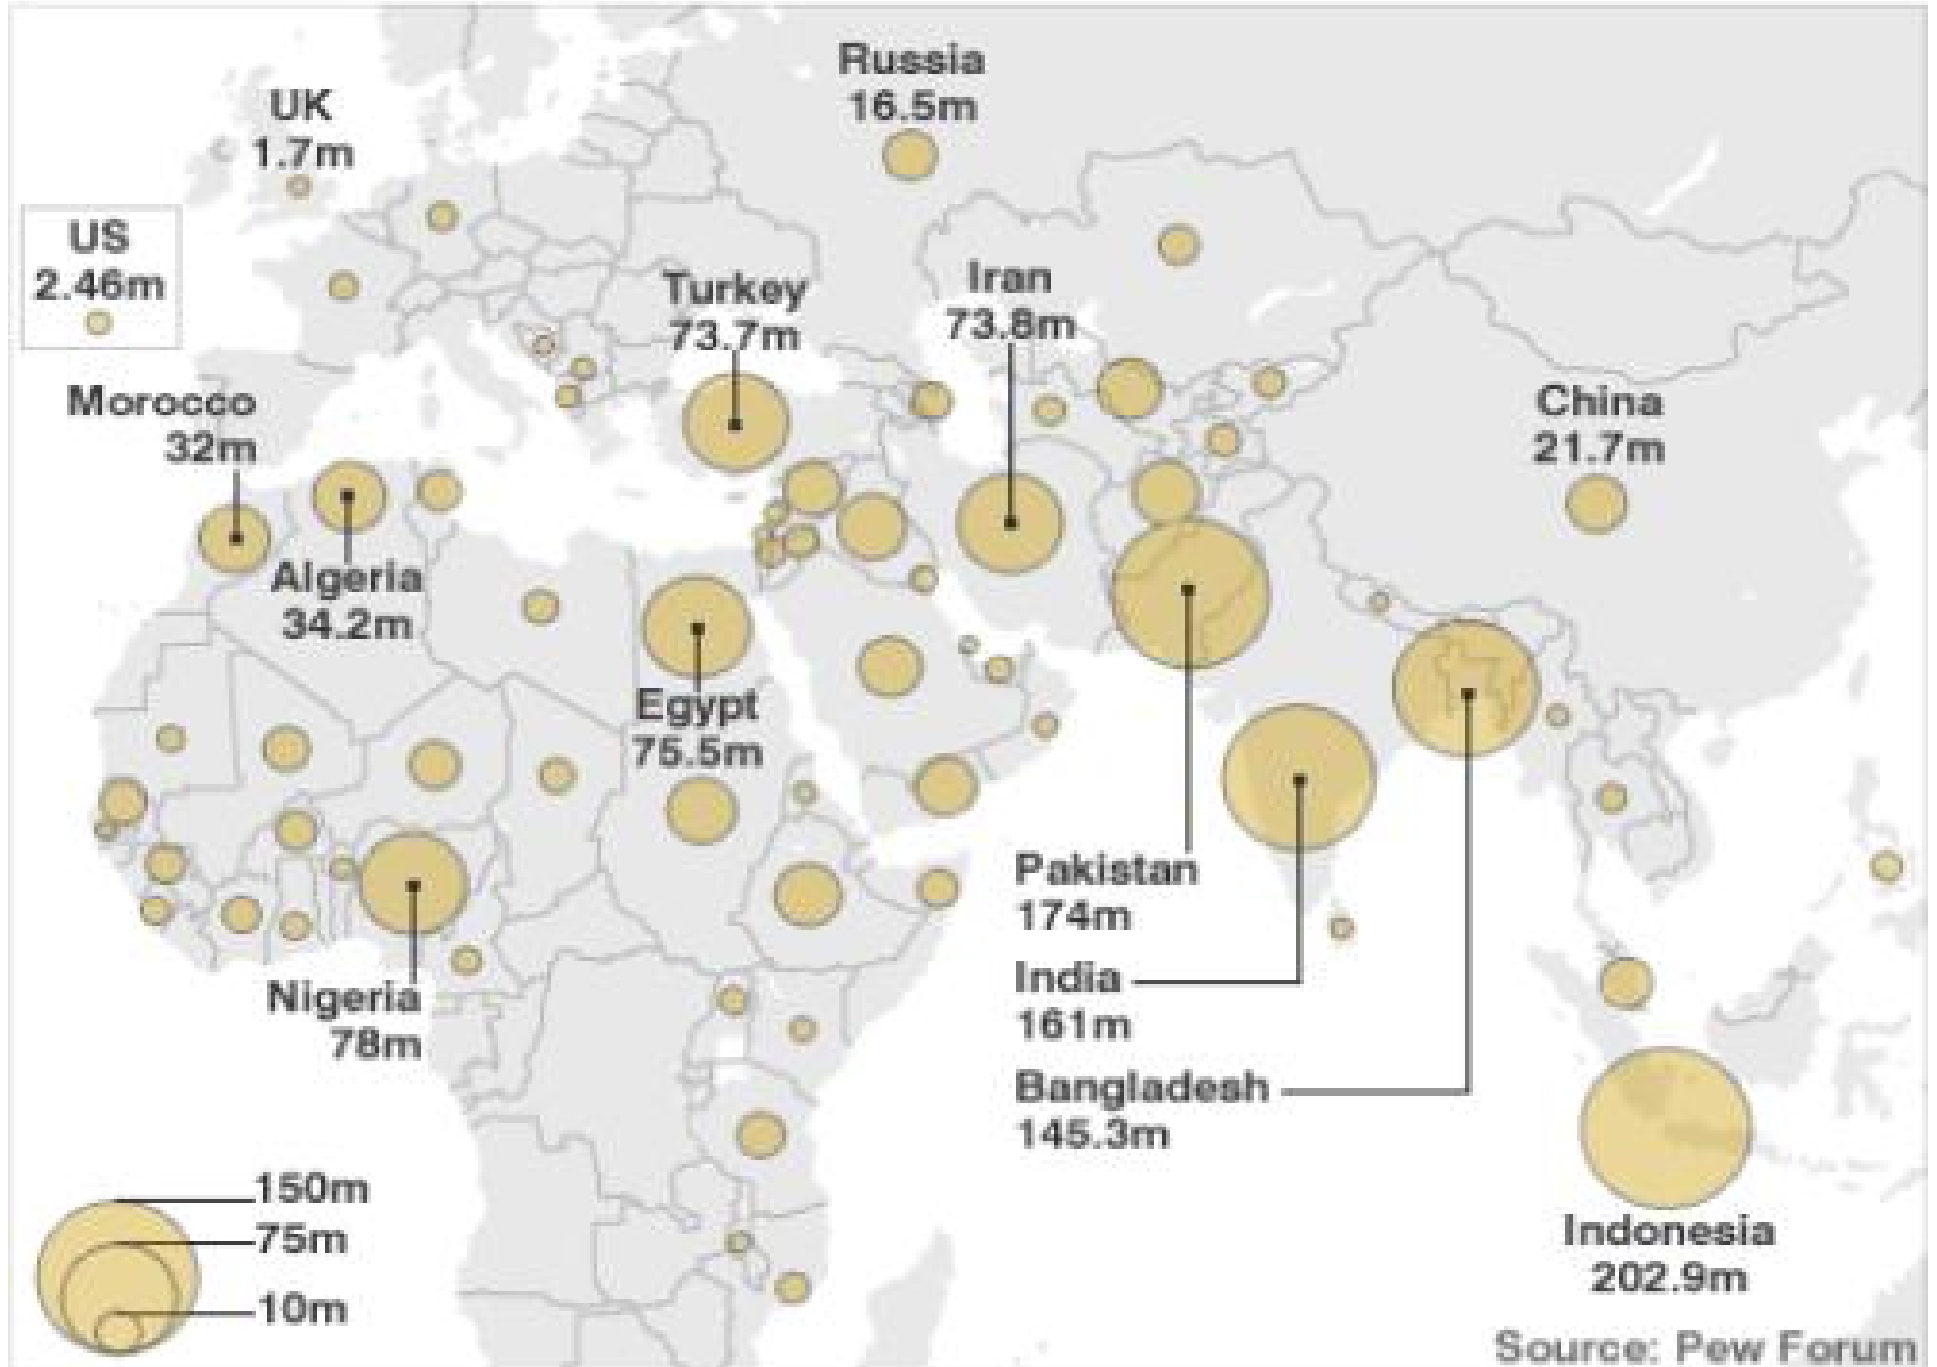 Russia
16.5m
UK
1.7m
US
2.46m
Turkey
73.7m
Iran
73.8m
Morocco
32m
China
21.7m
Algeria
34.2m
Egypt
75.5m
Pakistan
174m
India
161m
Nigeria
78m
Bangladesh
145.3m
150m
75m
10m
Indonesia
202.9m
Source: Pew Forum